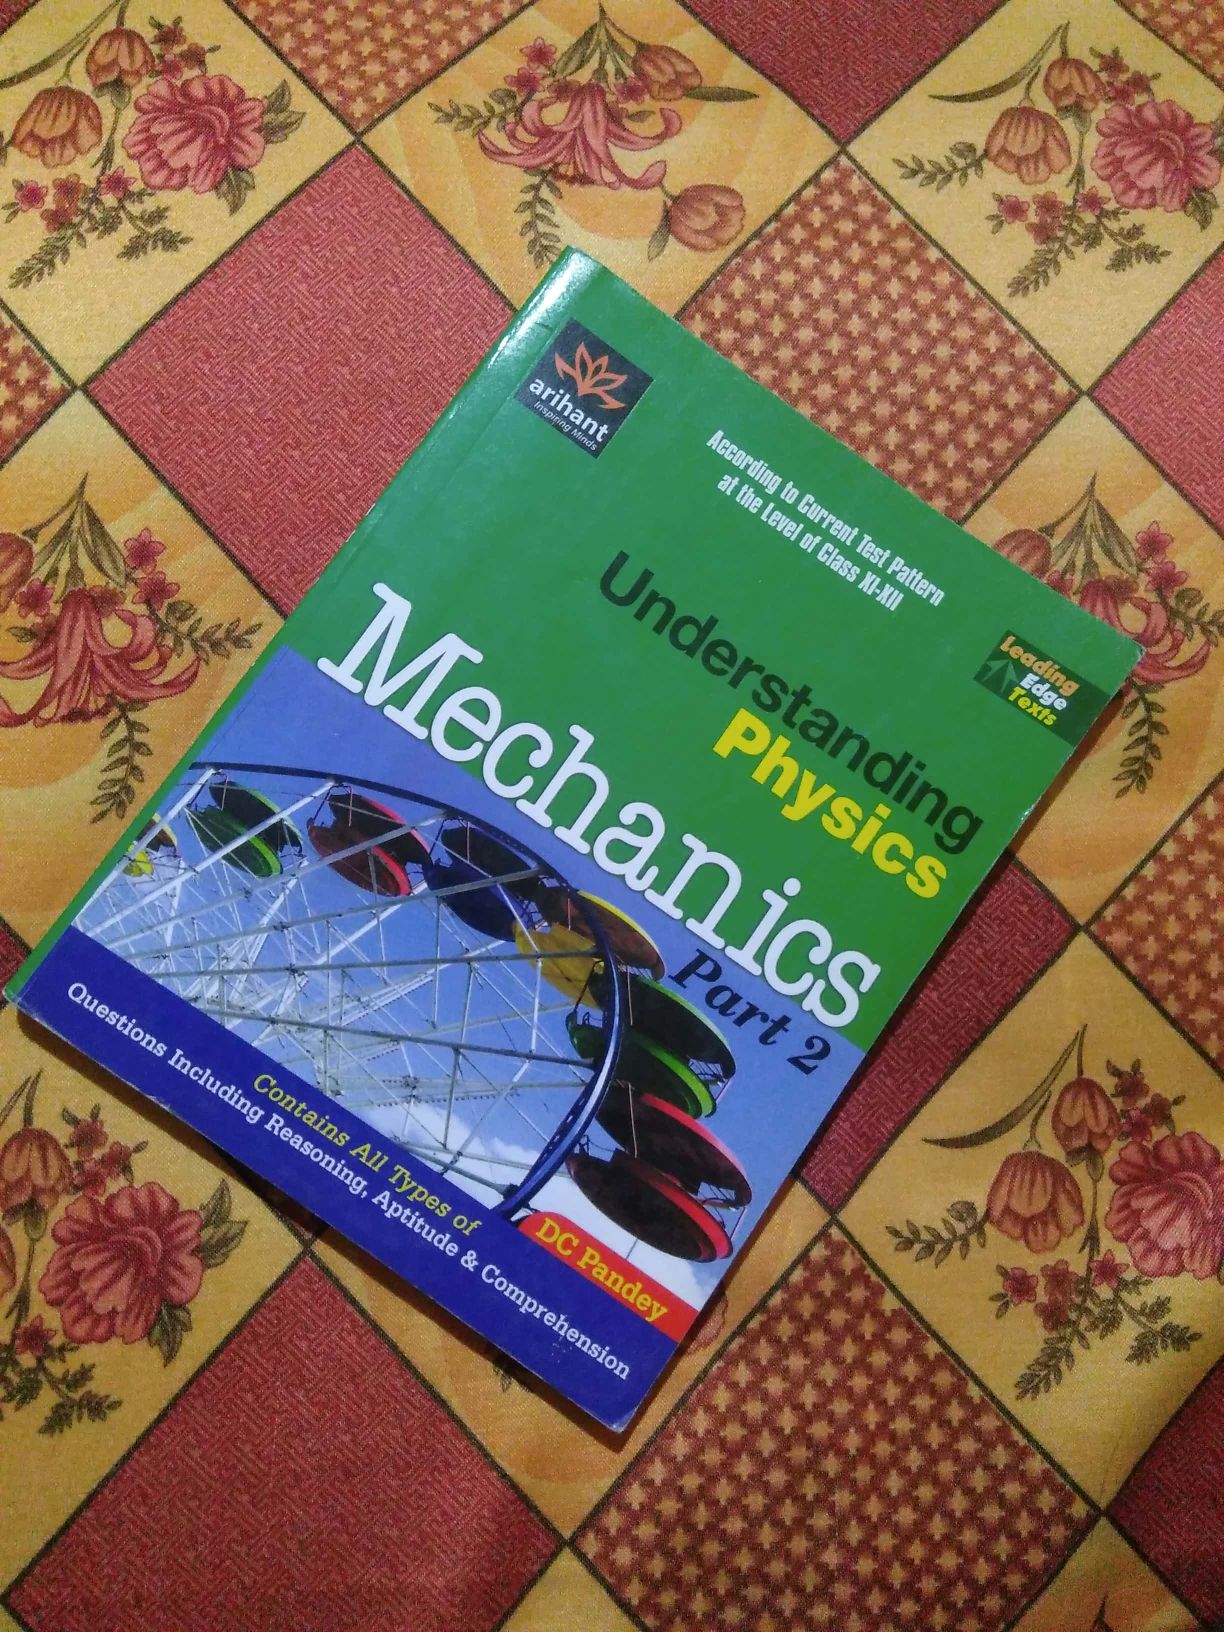 arihant
Inspiring Minds
According to Current Test Pattern
at the Level of Class XI-XII
Leading
Edge
Texts
Understanding
Physics
Mechanics
Part 2
DC Pandey
Contains All Types of
Questions Including Reasoning, Aptitude & Comprehension